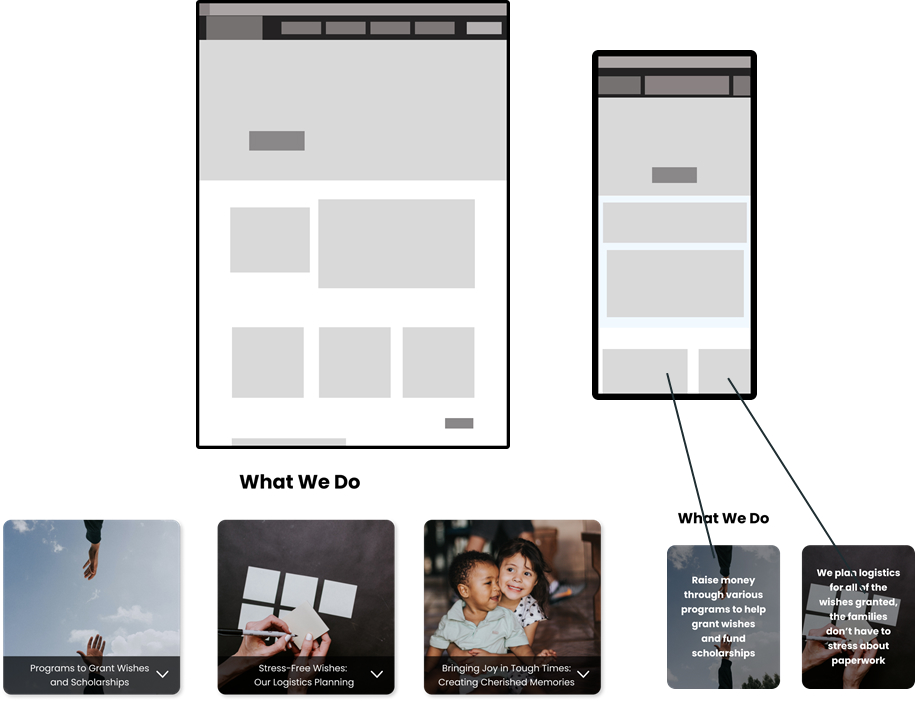 What We Do
Programs to Grant Wishes
and Scholarships
Stress-Free Wishes:
Our Logistics Planning
Bringing Joy in Tough Times:
Creating Cherished Memories
What We Do
Raise money
through various
programs to help
grant wishes
and fund
scholarships
We plan logistics
for all of the
wishes granted,
the families
don’t have to
stress about
paperwork